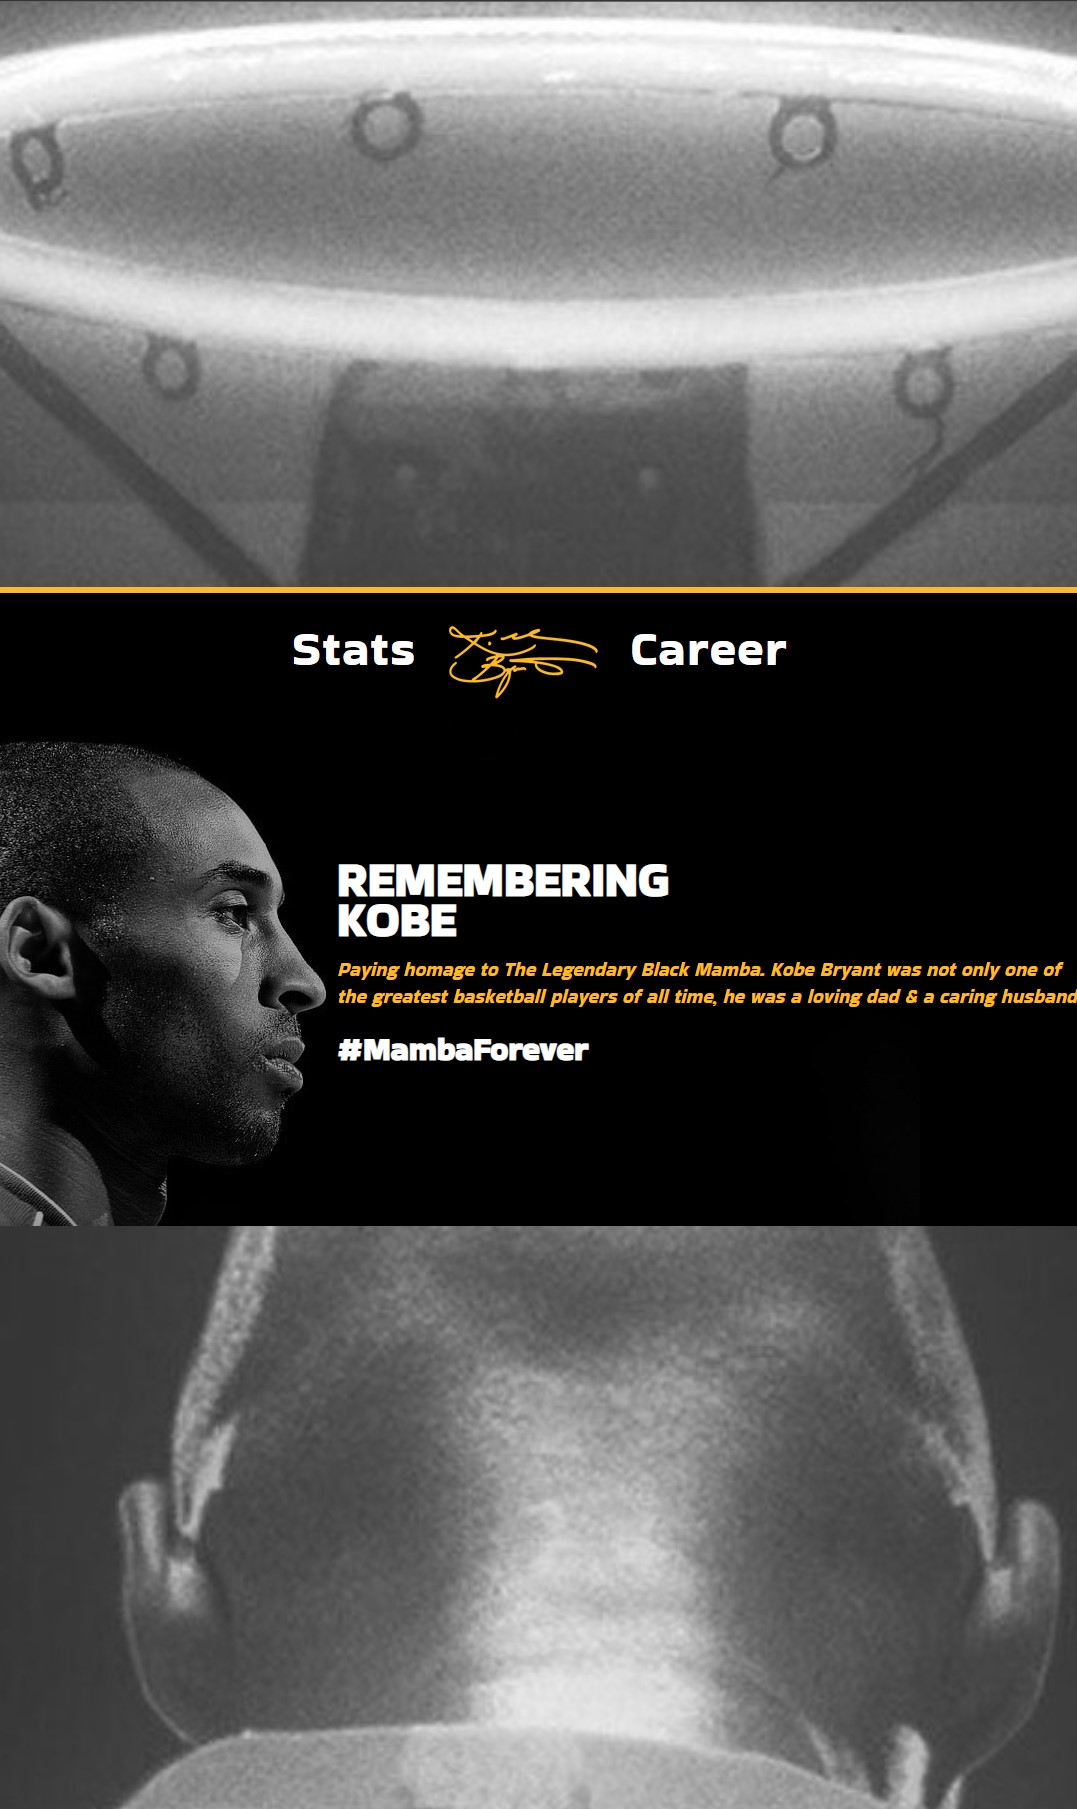 Stats Career
REMEMBERING
KOBE
Paying homage to The Legendary Black Mamba. Kobe Bryant was not only one of
the greatest basketball players of all time, he was a loving dad & a caring husband
#MambaForever